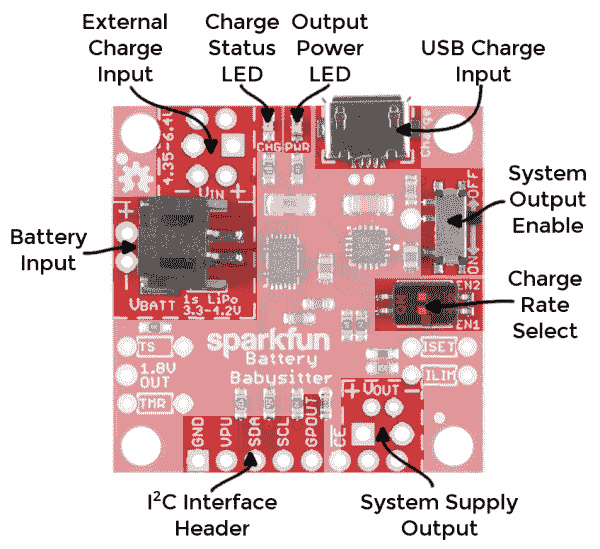 External
Charge
Input
Charge
Status
LED
Output
Power
LED
USB Charge
Input
4.35-6.4V
CHG
PWR
Charge
VIN
- +
+
-
Battery
Input
VBATT is LiPo
3.3-4.2V
OFF
ON
System
Output
Enable
ON
EN2
EN1
Charge
Rate
Select
sparkfun
Battery
Babysitter
TS
1.8V
OUT
TMR
ISET
ILIM
VOUT
- +
GND
VPU
SDA
SCL
GPOUT
CE
I²C Interface
Header
System Supply
Output